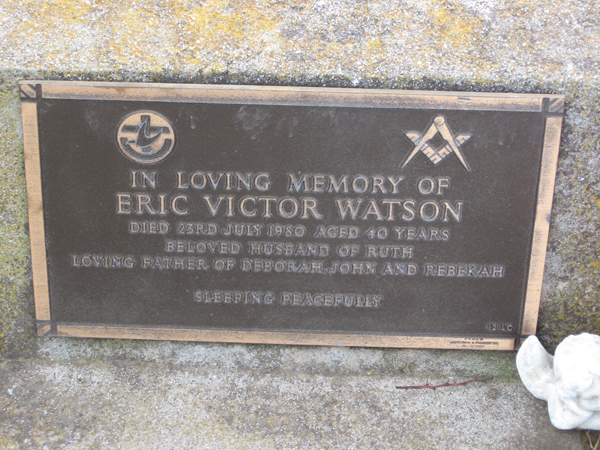 IN LOVING MEMORY OF
ERIC VICTOR WATSON
DIED 23RD JULY 1980 AGED 40 YEARS
BELOVED HUSBAND OF RUTH
LOVING FATHER OF DEBORAH, JOHN AND REBEKAH
SLEEPING PEACEFULLY